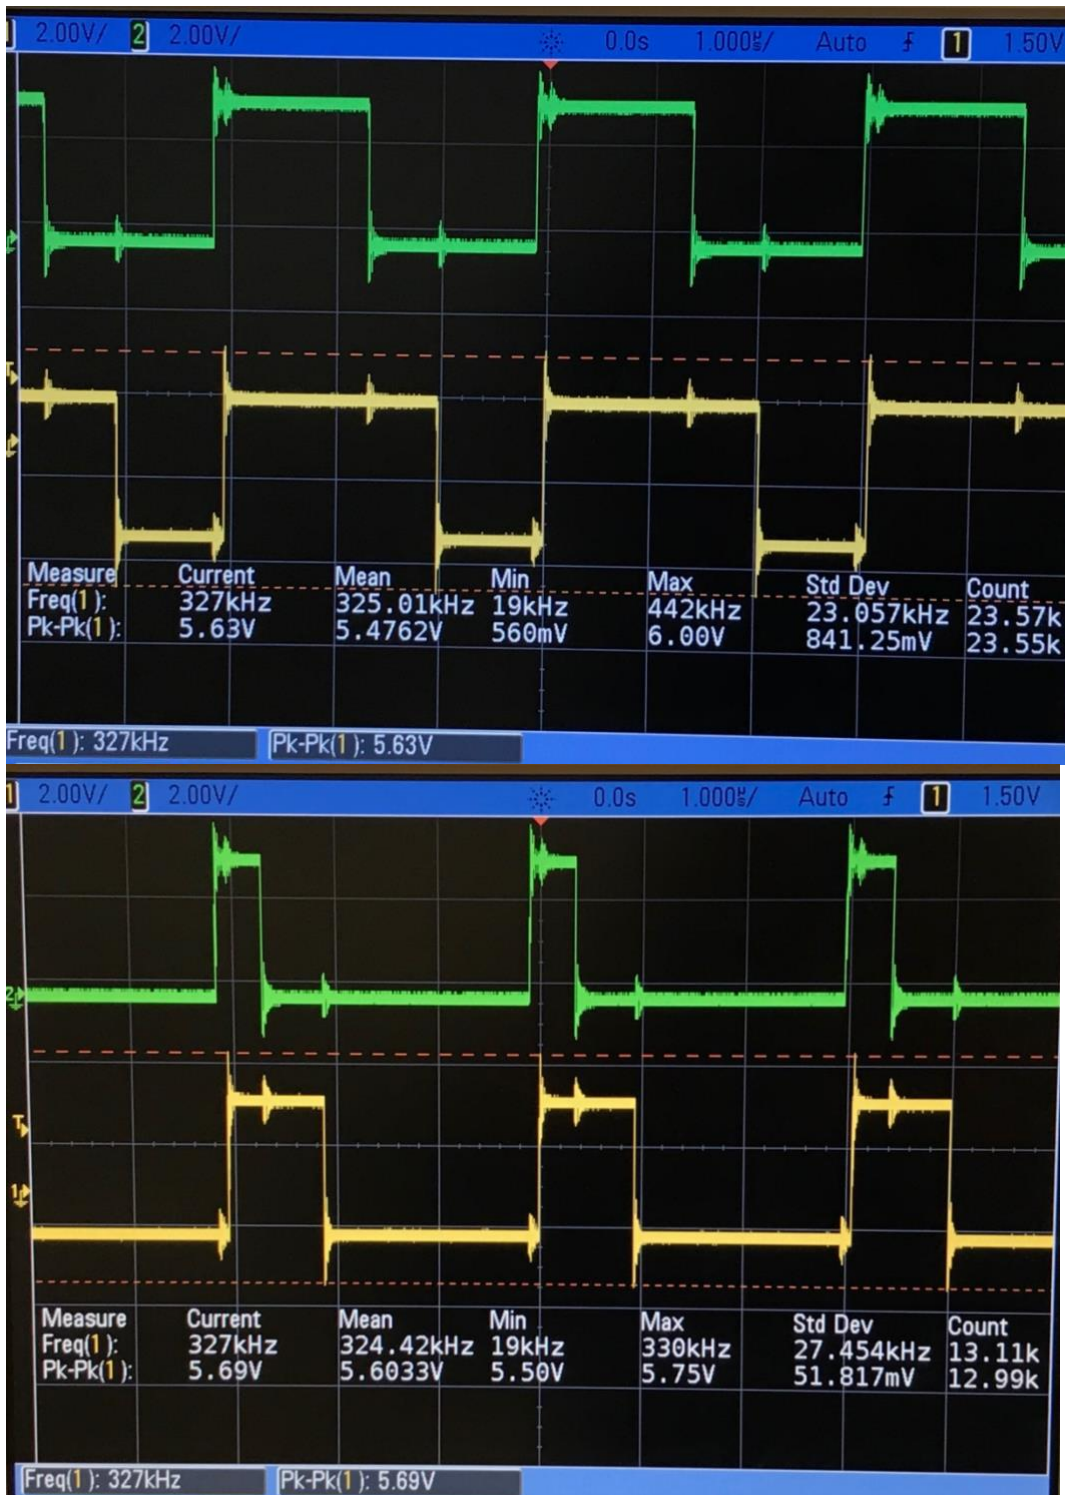 1 2.00V/ 2 2.00V/ 0.0s 1.000µs/ Auto 1 1.50V
T
Measure Current Mean Min Max Std Dev Count
Freq(1): 327kHz 325.01kHz 19kHz 442kHz 23.057kHz 23.57k
Pk-Pk(1): 5.63V 5.4762V 560mV 6.00V 841.25mV 23.55k
Freq(1): 327kHz Pk-Pk(1): 5.63V
1 2.00V/ 2 2.00V/ 0.0s 1.000µs/ Auto 1 1.50V
2
T
1
Measure Current Mean Min Max Std Dev Count
Freq(1): 327kHz 324.42kHz 19kHz 330kHz 27.454kHz 13.11k
Pk-Pk(1): 5.69V 5.6033V 5.50V 5.75V 51.817mV 12.99k
Freq(1): 327kHz Pk-Pk(1): 5.69V